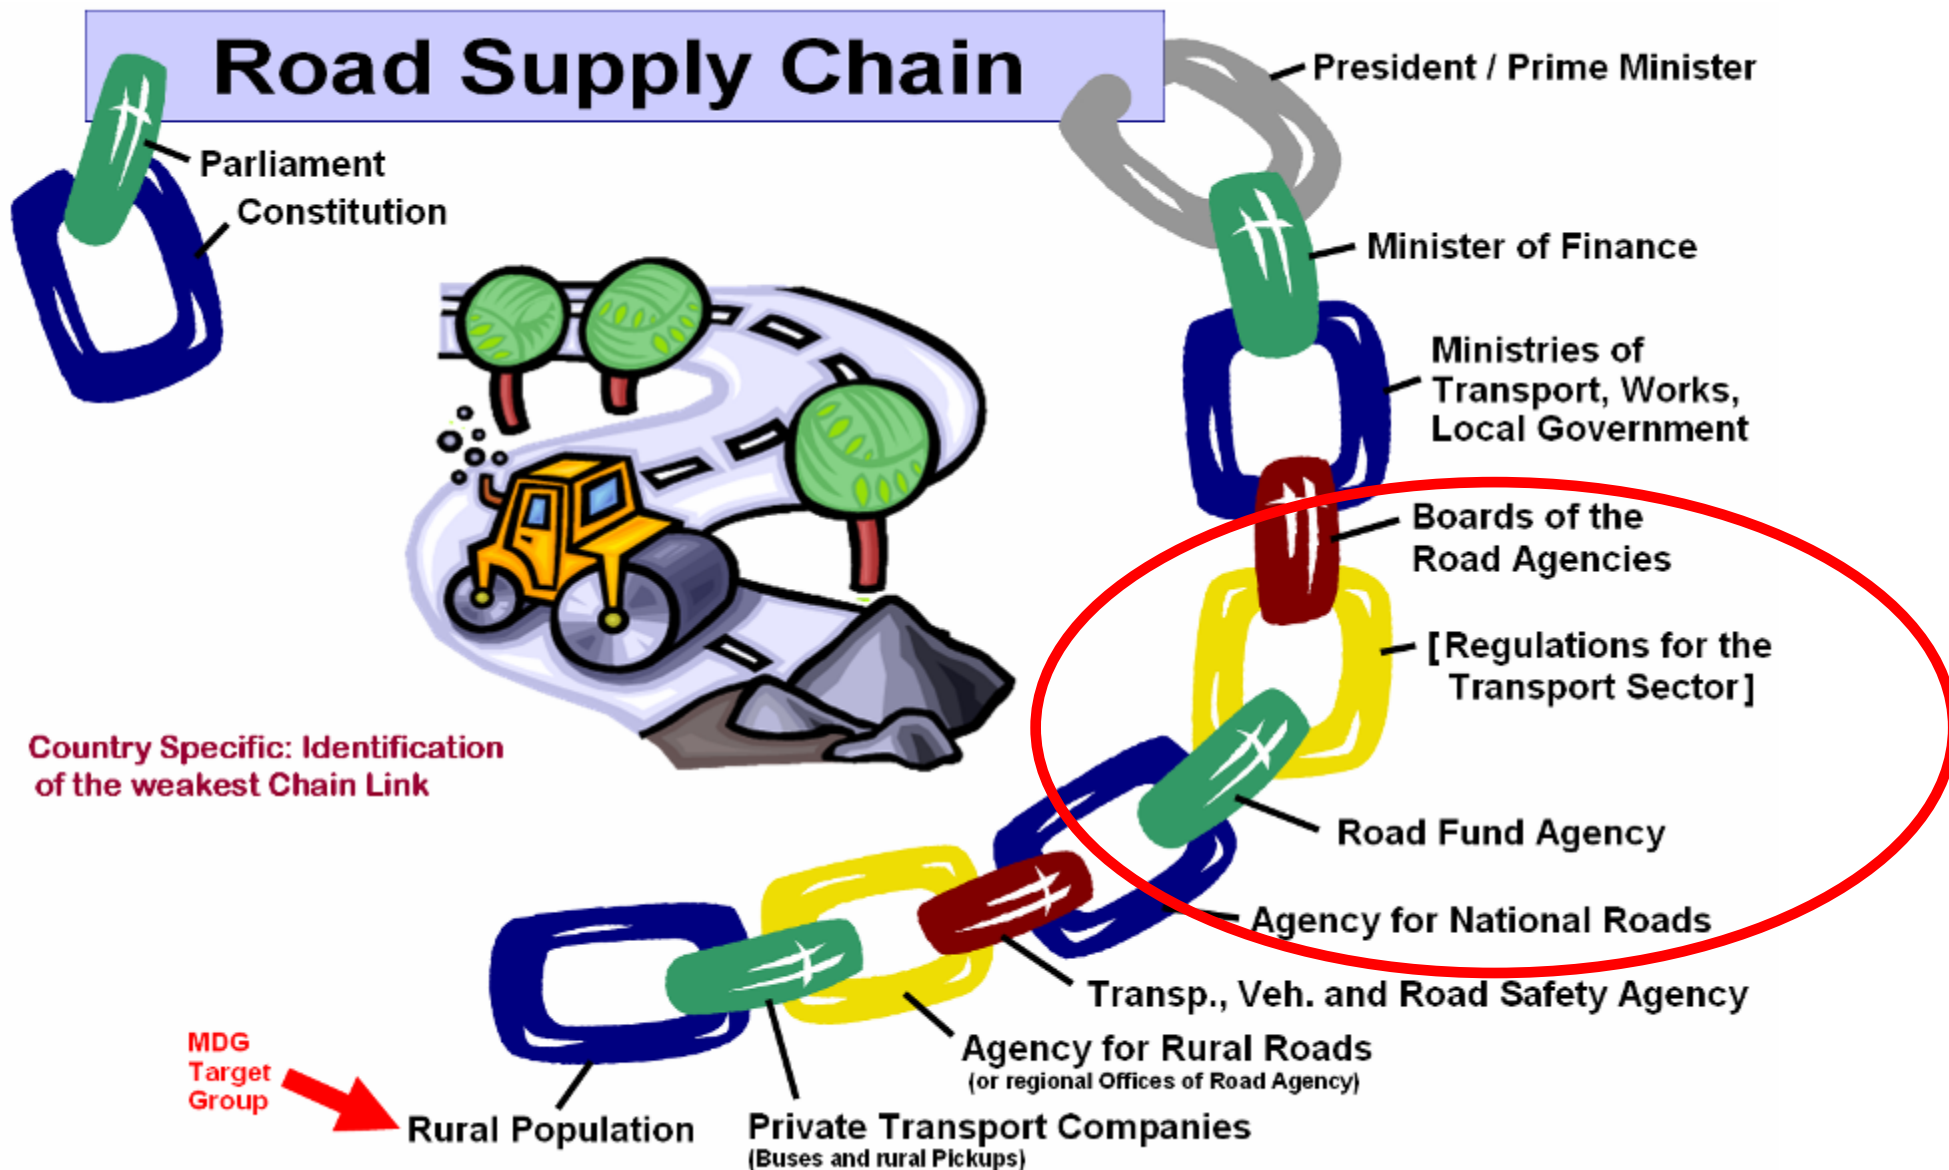 Road Supply Chain
President / Prime Minister
Parliament
Constitution
Minister of Finance
Ministries of
Transport, Works,
Local Government
Boards of the
Road Agencies
[Regulations for the
Transport Sector]
Country Specific: Identification
of the weakest Chain Link
Road Fund Agency
Agency for National Roads
Transp., Veh. and Road Safety Agency
Agency for Rural Roads
(or regional Offices of Road Agency)
MDG
Target
Group
Rural Population
Private Transport Companies
(Buses and rural Pickups)